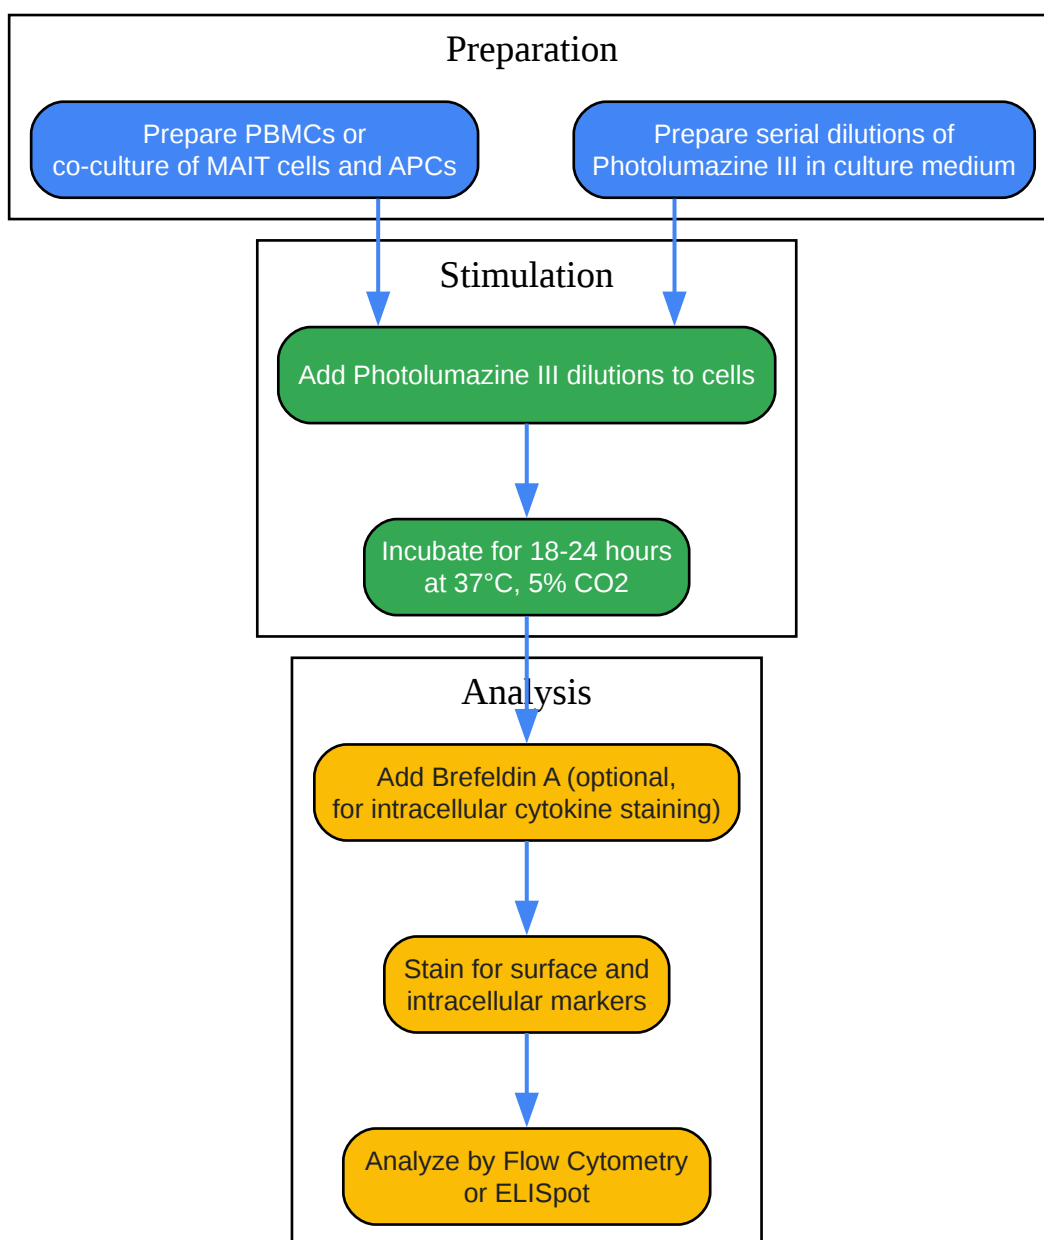 Preparation
Prepare PBMCs or
co-culture of MAIT cells and APCs
Prepare serial dilutions of
Photolumazine III in culture medium
Stimulation
Add Photolumazine III dilutions to cells
Incubate for 18-24 hours
at 37°C, 5% CO2
Analysis
Add Brefeldin A (optional,
for intracellular cytokine staining)
Stain for surface and
intracellular markers
Analyze by Flow Cytometry
or ELISpot